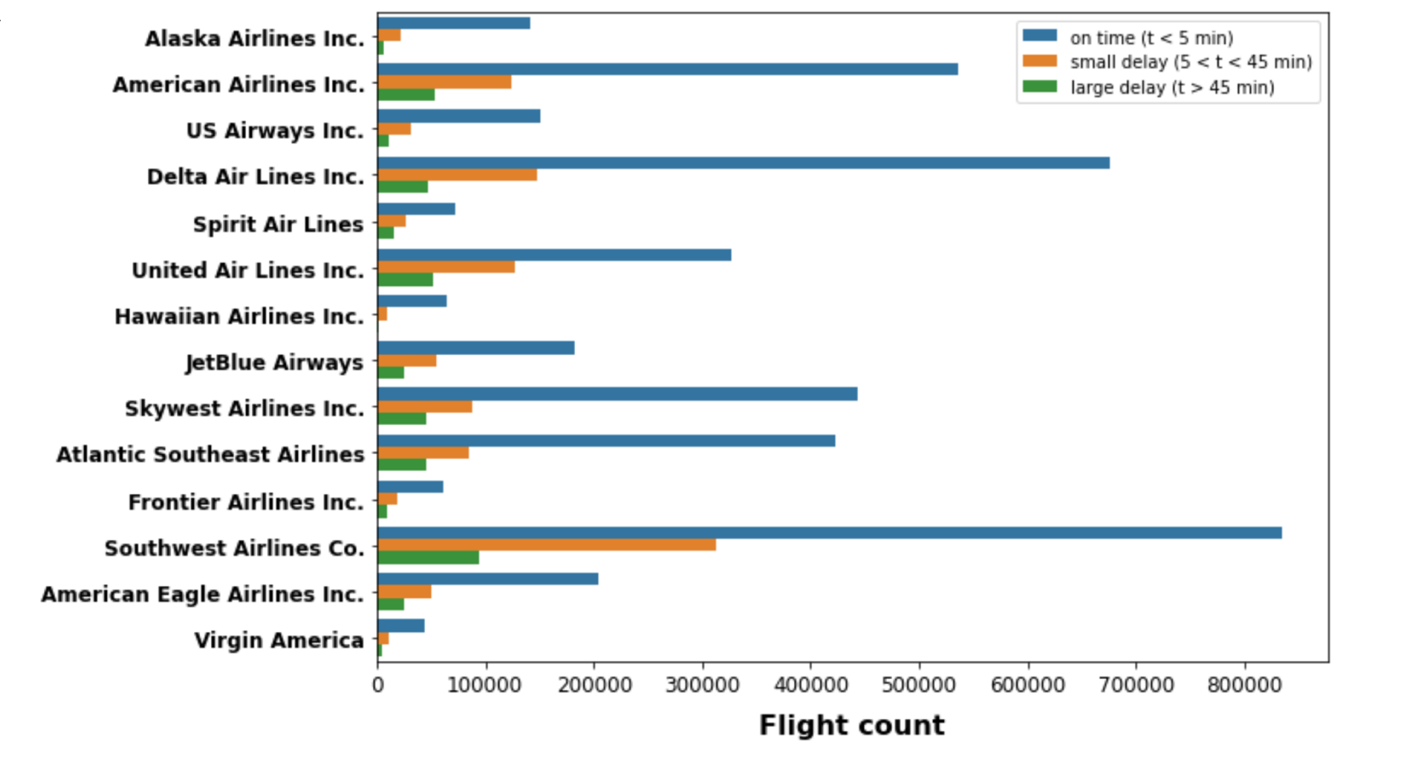 Alaska Airlines Inc.
American Airlines Inc.
US Airways Inc.
Delta Air Lines Inc.
Spirit Air Lines
United Air Lines Inc.
Hawaiian Airlines Inc.
JetBlue Airways
Skywest Airlines Inc.
Atlantic Southeast Airlines
Frontier Airlines Inc.
Southwest Airlines Co.
American Eagle Airlines Inc.
Virgin America
on time (t < 5 min)
small delay (5 < t < 45 min)
large delay (t > 45 min)
0 100000 200000 300000 400000 500000 600000 700000 800000
Flight count